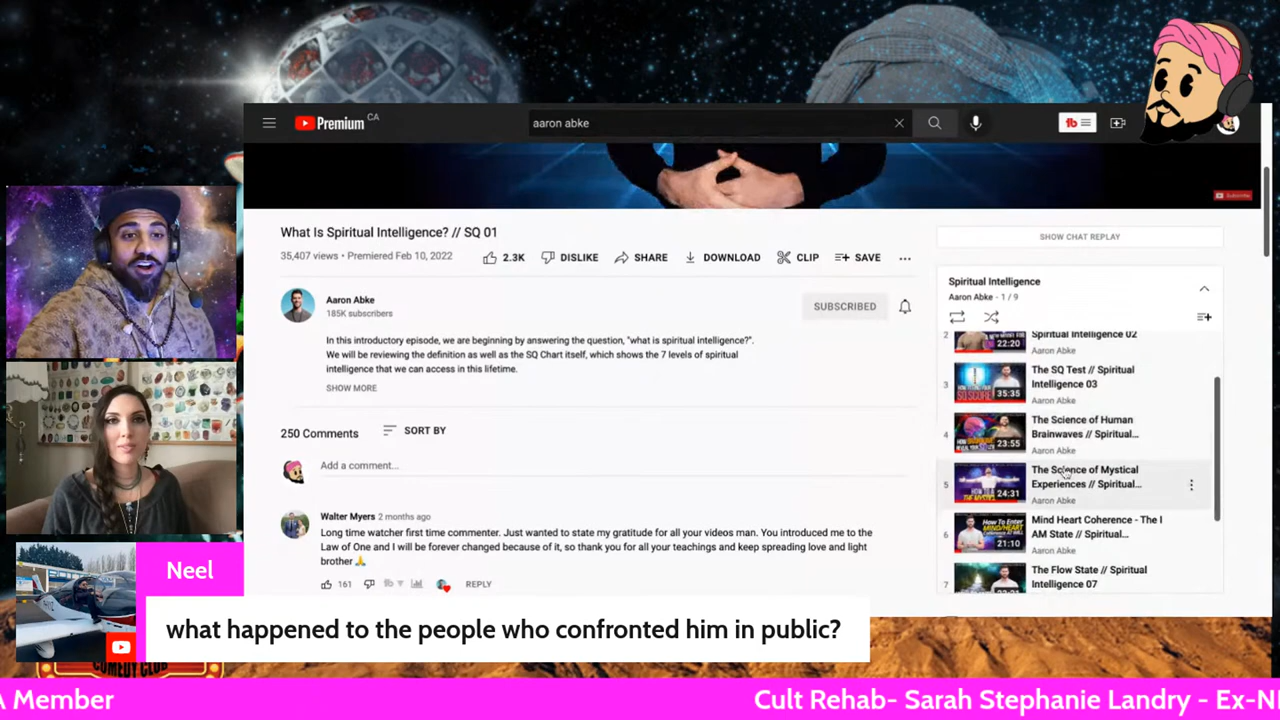 Premium CA
aaron abke
Subscribe
What Is Spiritual Intelligence? // SQ 01
35,407 views • Premiered Feb 10, 2022
2.3K
DISLIKE
SHARE
DOWNLOAD
CLIP
SAVE
Aaron Abke
185K subscribers
SUBSCRIBED
In this introductory episode, we are beginning by answering the question, "what is spiritual intelligence?".
We will be reviewing the definition as well as the SQ Chart itself, which shows the 7 levels of spiritual
intelligence that we can access in this lifetime.
SHOW MORE
250 Comments
SORT BY
Add a comment...
Walter Myers 2 months ago
Long time watcher first time commenter. Just wanted to state my gratitude for all your videos man. You introduced me to the
Law of One and I will be forever changed because of it, so thank you for all your teachings and keep spreading love and light
brother 🙏
161
REPLY
SHOW CHAT REPLAY
Spiritual Intelligence
Aaron Abke - 1 / 9
2
22:20
Spiritual Intelligence 02
Aaron Abke
3
35:35
The SQ Test // Spiritual
Intelligence 03
Aaron Abke
4
23:55
The Science of Human
Brainwaves // Spiritual...
Aaron Abke
5
24:31
The Science of Mystical
Experiences // Spiritual...
Aaron Abke
6
21:10
Mind Heart Coherence - The I
AM State // Spiritual...
Aaron Abke
7
The Flow State // Spiritual
Intelligence 07
Neel
what happened to the people who confronted him in public?
COMEDY CLUB
A Member
Cult Rehab- Sarah Stephanie Landry - Ex-N